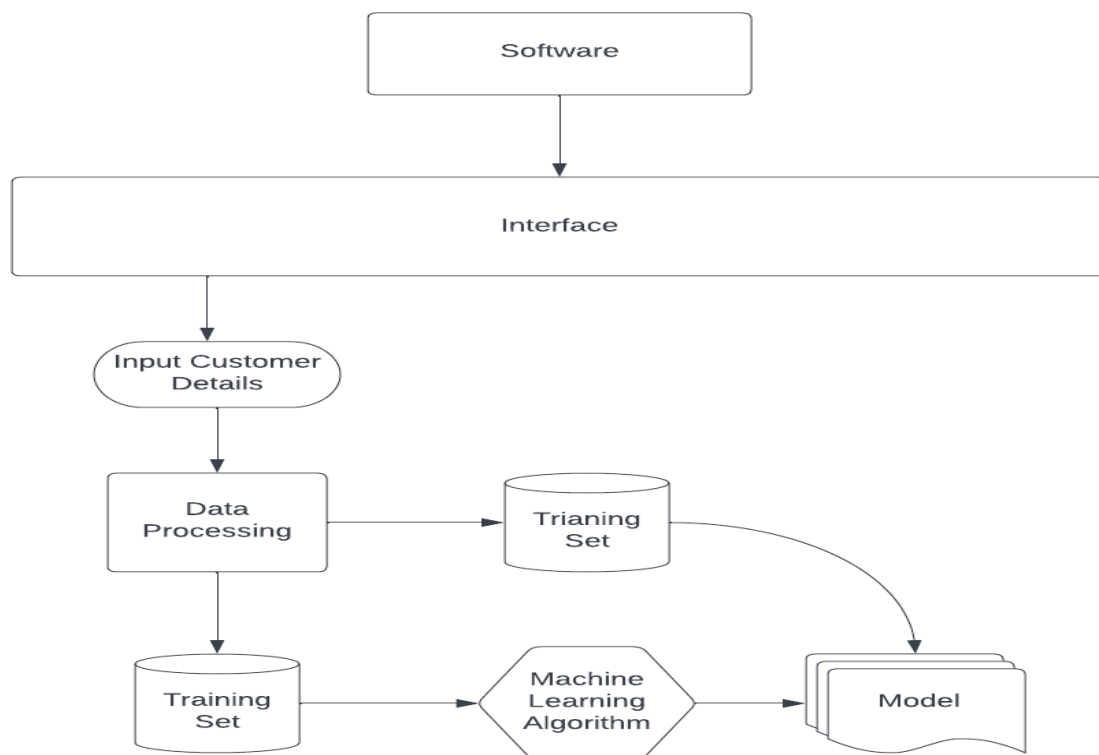 Software
Interface
Input Customer
Details
Data
Processing
Trianing
Set
Training
Set
Machine
Learning
Algorithm
Model